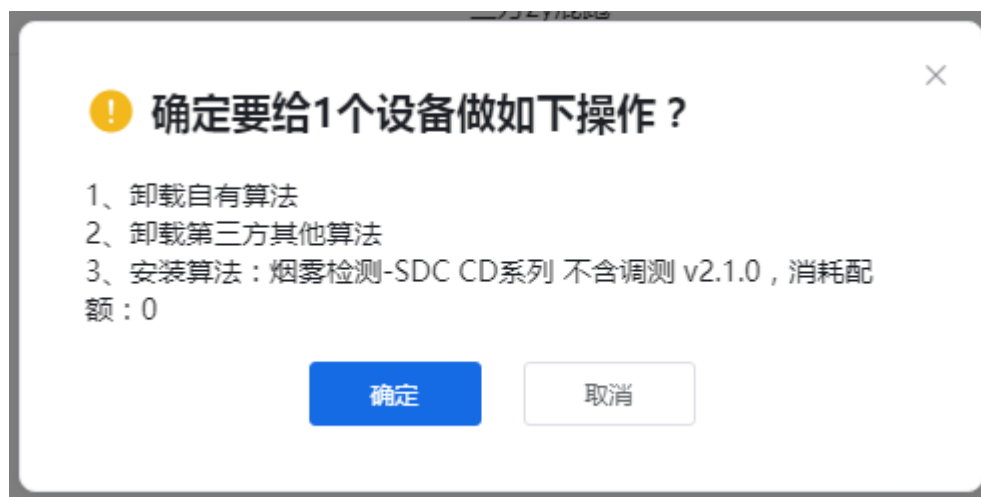 确定要给1个设备做如下操作？
1、卸载自有算法
2、卸载第三方其他算法
3、安装算法：烟雾检测-SDC CD系列 不含调测 v2.1.0，消耗配
额：0
确定
取消